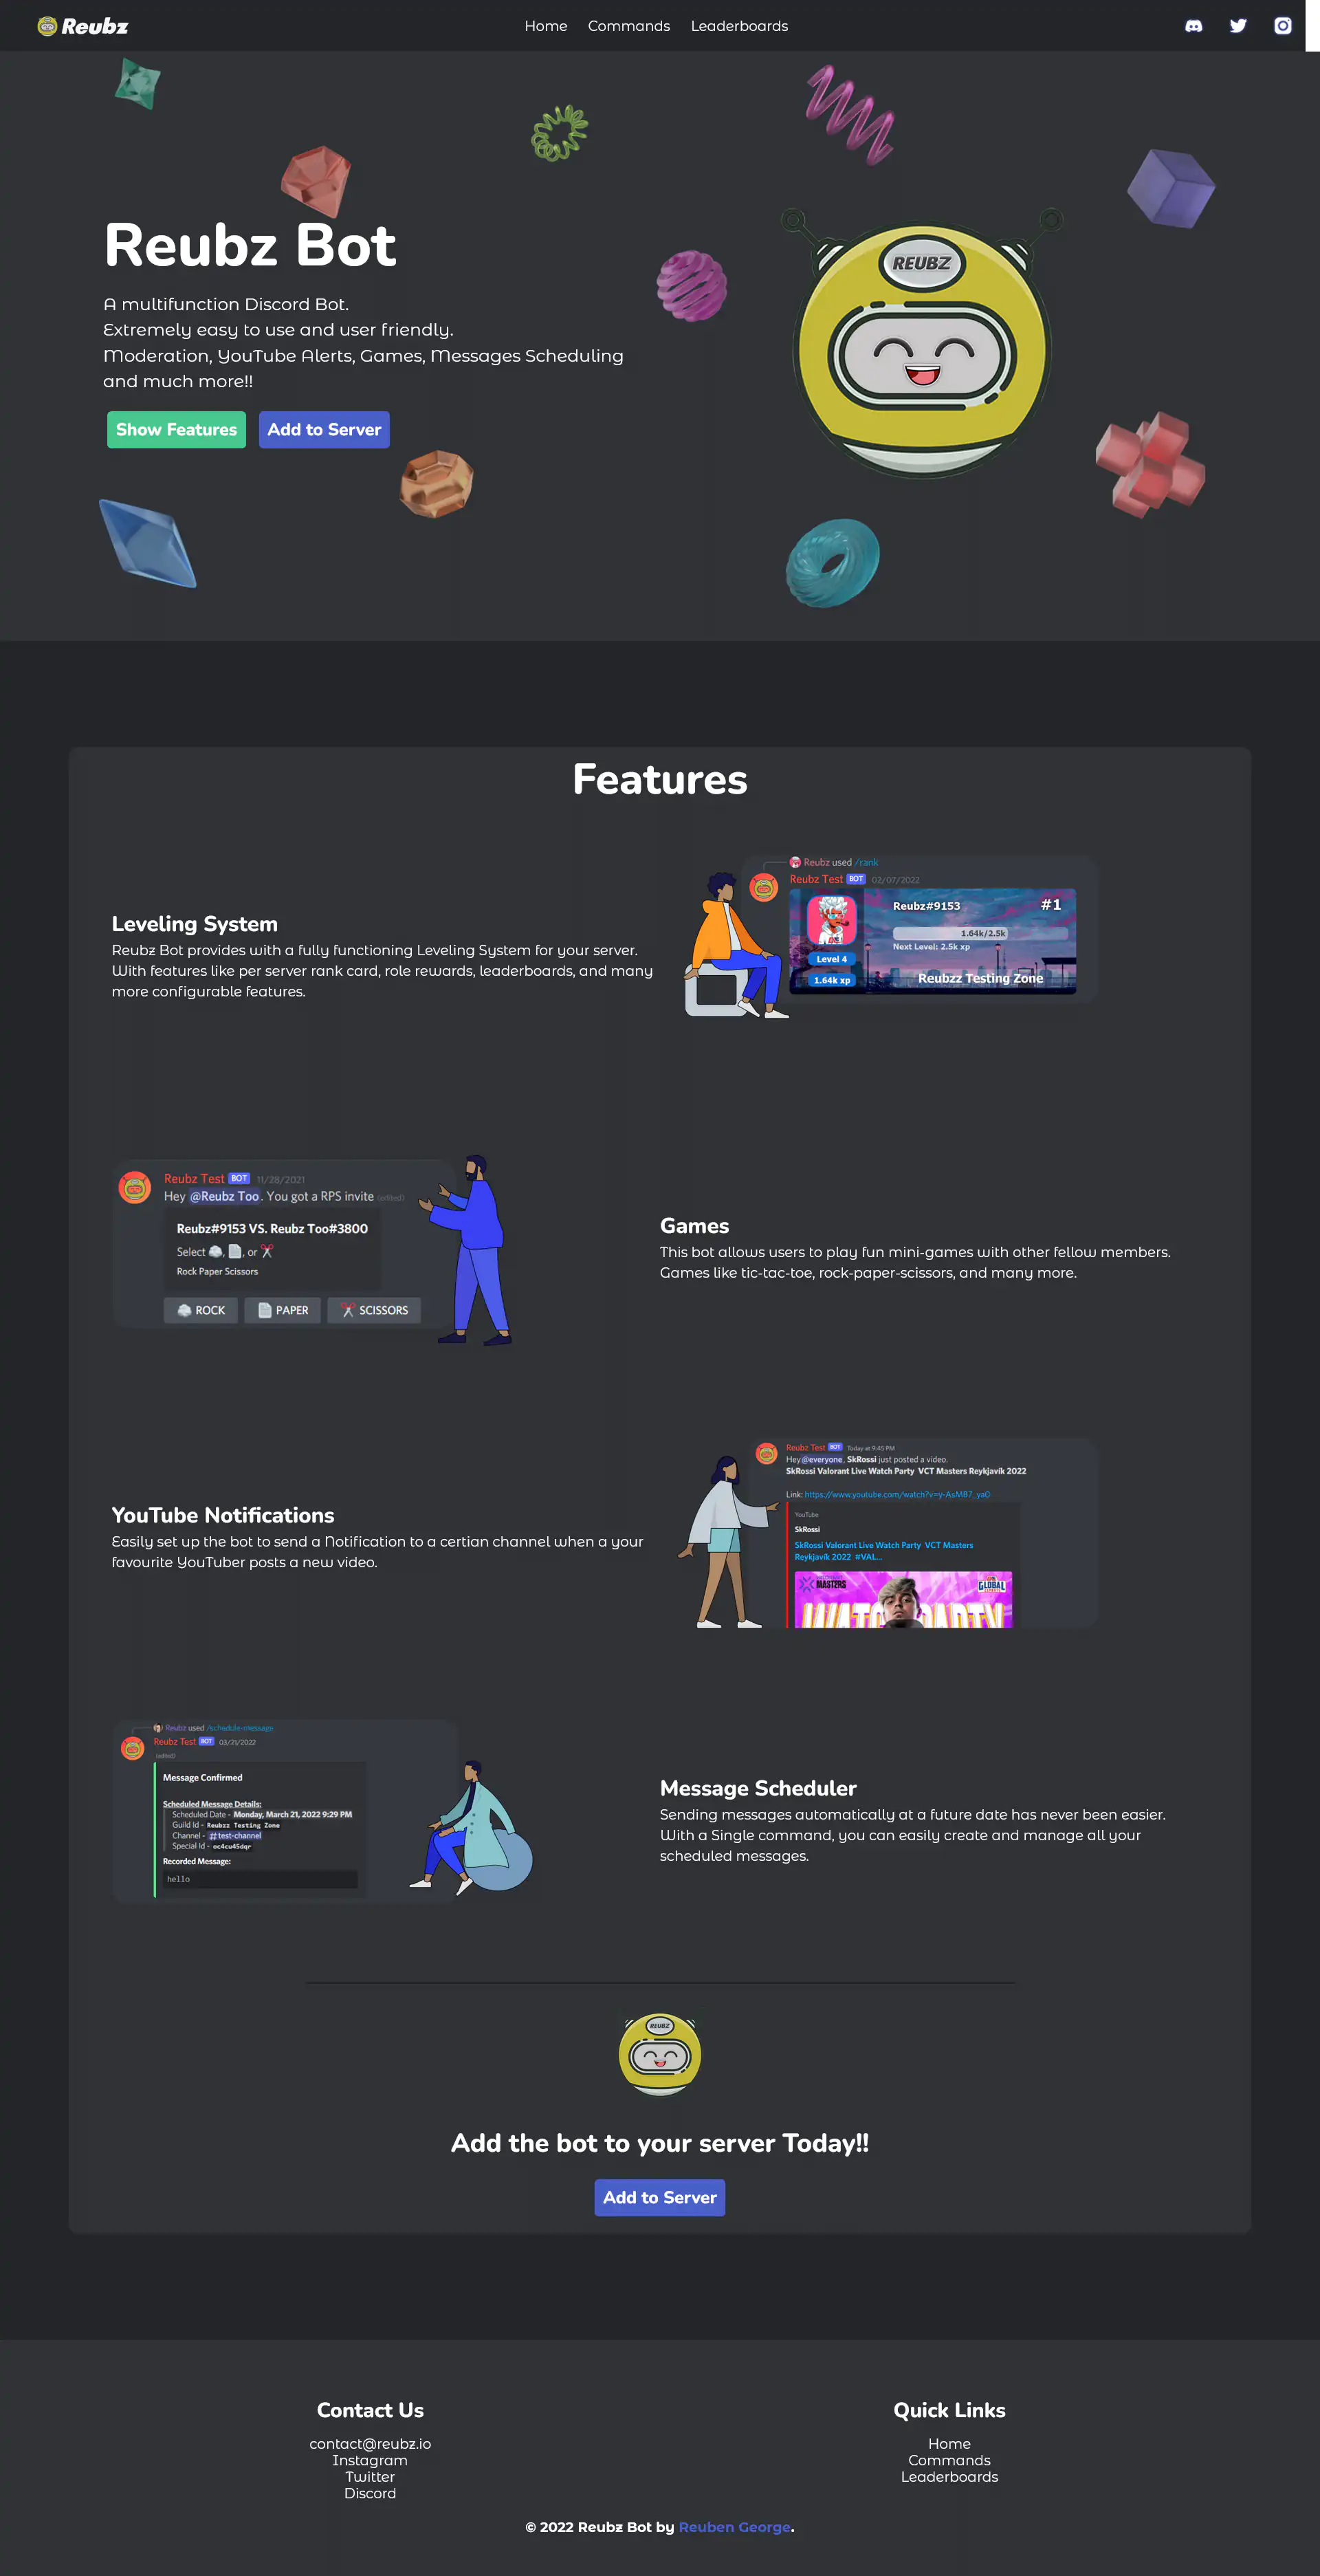 Reubz
Home Commands Leaderboards
REUBZ
Reubz Bot
A multifunction Discord Bot.
Extremely easy to use and user friendly.
Moderation, YouTube Alerts, Games, Messages Scheduling
and much more!!
Show Features Add to Server
Features
Reubz used /rank
Reubz Test BOT 02/07/2022
Reubz#9153 #1
1.64k/2.5k
Next Level: 2.5k xp
Level 4
1.64k xp
Reubzz Testing Zone
Leveling System
Reubz Bot provides with a fully functioning Leveling System for your server.
With features like per server rank card, role rewards, leaderboards, and many
more configurable features.
Reubz Test BOT 11/28/2021
Hey @Reubz Too. You got a RPS invite (edited)
Reubz#9153 VS. Reubz Too#3800
Select , , or
Rock Paper Scissors
ROCK PAPER SCISSORS
Games
This bot allows users to play fun mini-games with other fellow members.
Games like tic-tac-toe, rock-paper-scissors, and many more.
Reubz Test BOT Today at 9:45 PM
Hey @everyone, SkRossi just posted a video.
SkRossi Valorant Live Watch Party VCT Masters Reykjavík 2022
Link: https://www.youtube.com/watch?v=y-AsMB7_ya0
YouTube
SkRossi
SkRossi Valorant Live Watch Party VCT Masters
Reykjavík 2022 #VAL...
MASTERS
GLOBAL
WATCH PARTY
YouTube Notifications
Easily set up the bot to send a Notification to a certian channel when a your
favourite YouTuber posts a new video.
Reubz used /schedule-message
Reubz Test BOT 03/21/2022
(edited)
Message Confirmed
Scheduled Message Details:
Scheduled Date - Monday, March 21, 2022 9:29 PM
Guild Id - Reubzz Testing Zone
Channel - #test-channel
Special Id - oc4cu45dqr
Recorded Message:
hello
Message Scheduler
Sending messages automatically at a future date has never been easier.
With a Single command, you can easily create and manage all your
scheduled messages.
REUBZ
Add the bot to your server Today!!
Add to Server
Contact Us
contact@reubz.io
Instagram
Twitter
Discord
Quick Links
Home
Commands
Leaderboards
© 2022 Reubz Bot by Reuben George.